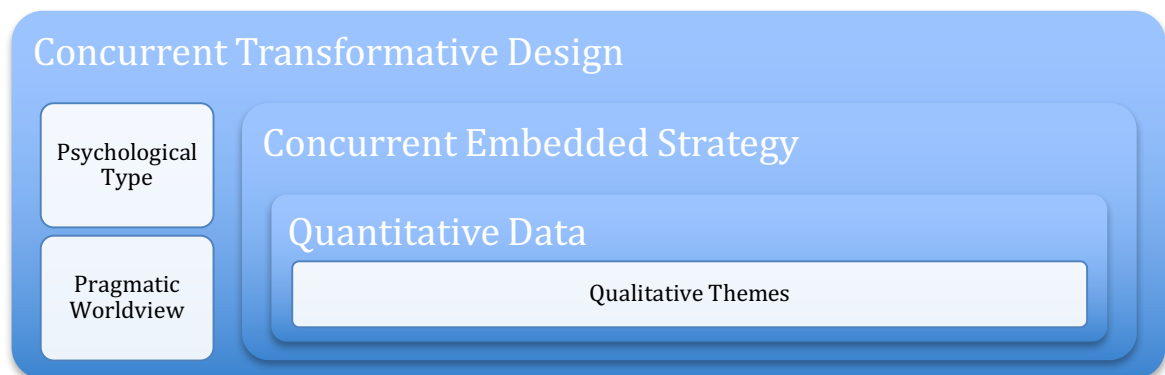 Concurrent Transformative Design
Psychological
Type
Concurrent Embedded Strategy
Quantitative Data
Pragmatic
Worldview
Qualitative Themes